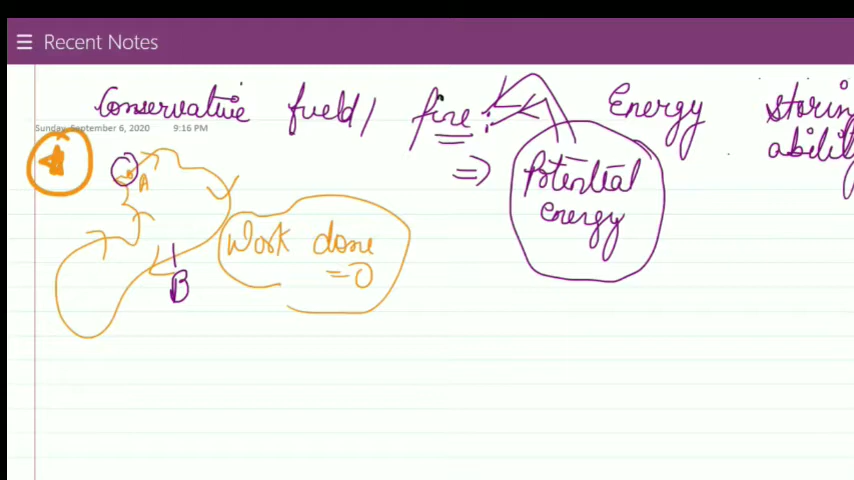 ☰ Recent Notes
Conservative field/ force: Energy storing
ability
Sunday, September 6, 2020 9:16 PM
4
⇒ Potential
energy
A
Work done
= 0
B